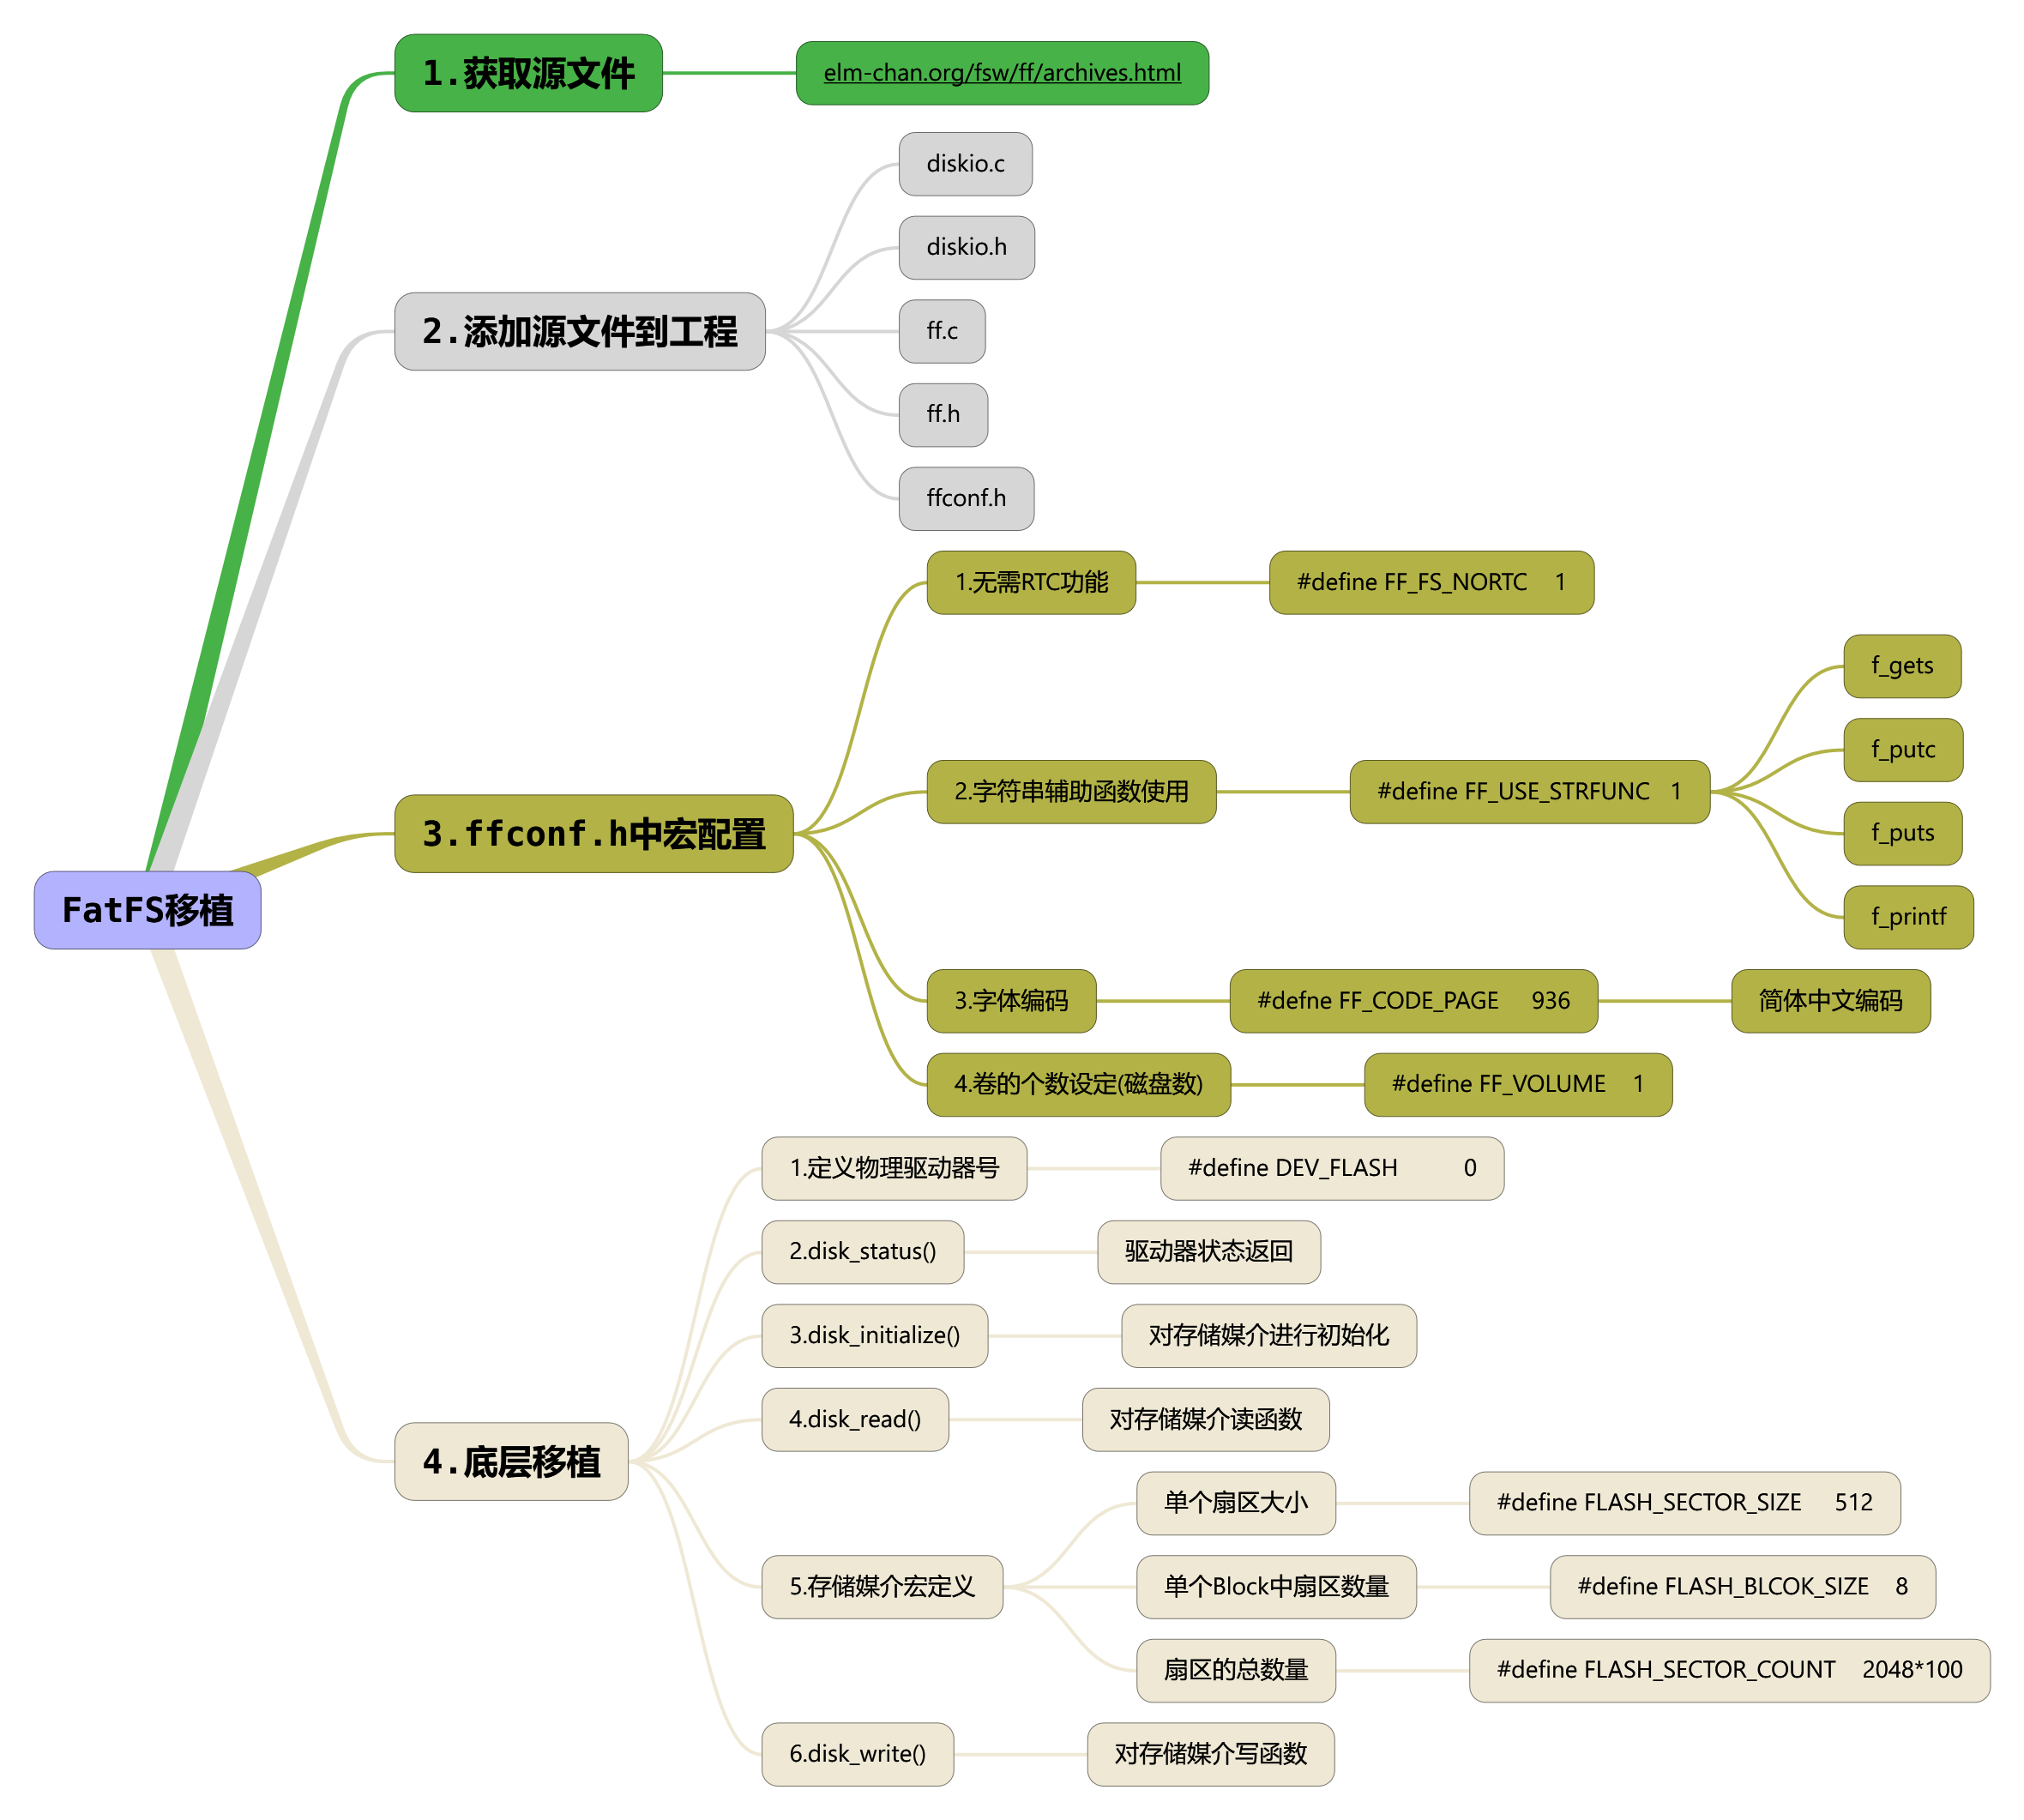 FatFS移植
1.获取源文件
elm-chan.org/fsw/ff/archives.html
2.添加源文件到工程
diskio.c
diskio.h
ff.c
ff.h
ffconf.h
3.ffconf.h中宏配置
1.无需RTC功能
#define FF_FS_NORTC 1
2.字符串辅助函数使用
#define FF_USE_STRFUNC 1
f_gets
f_putc
f_puts
f_printf
3.字体编码
#defne FF_CODE_PAGE 936
简体中文编码
4.卷的个数设定(磁盘数)
#define FF_VOLUME 1
4.底层移植
1.定义物理驱动器号
#define DEV_FLASH 0
2.disk_status()
驱动器状态返回
3.disk_initialize()
对存储媒介进行初始化
4.disk_read()
对存储媒介读函数
5.存储媒介宏定义
单个扇区大小
#define FLASH_SECTOR_SIZE 512
单个Block中扇区数量
#define FLASH_BLCOK_SIZE 8
扇区的总数量
#define FLASH_SECTOR_COUNT 2048*100
6.disk_write()
对存储媒介写函数